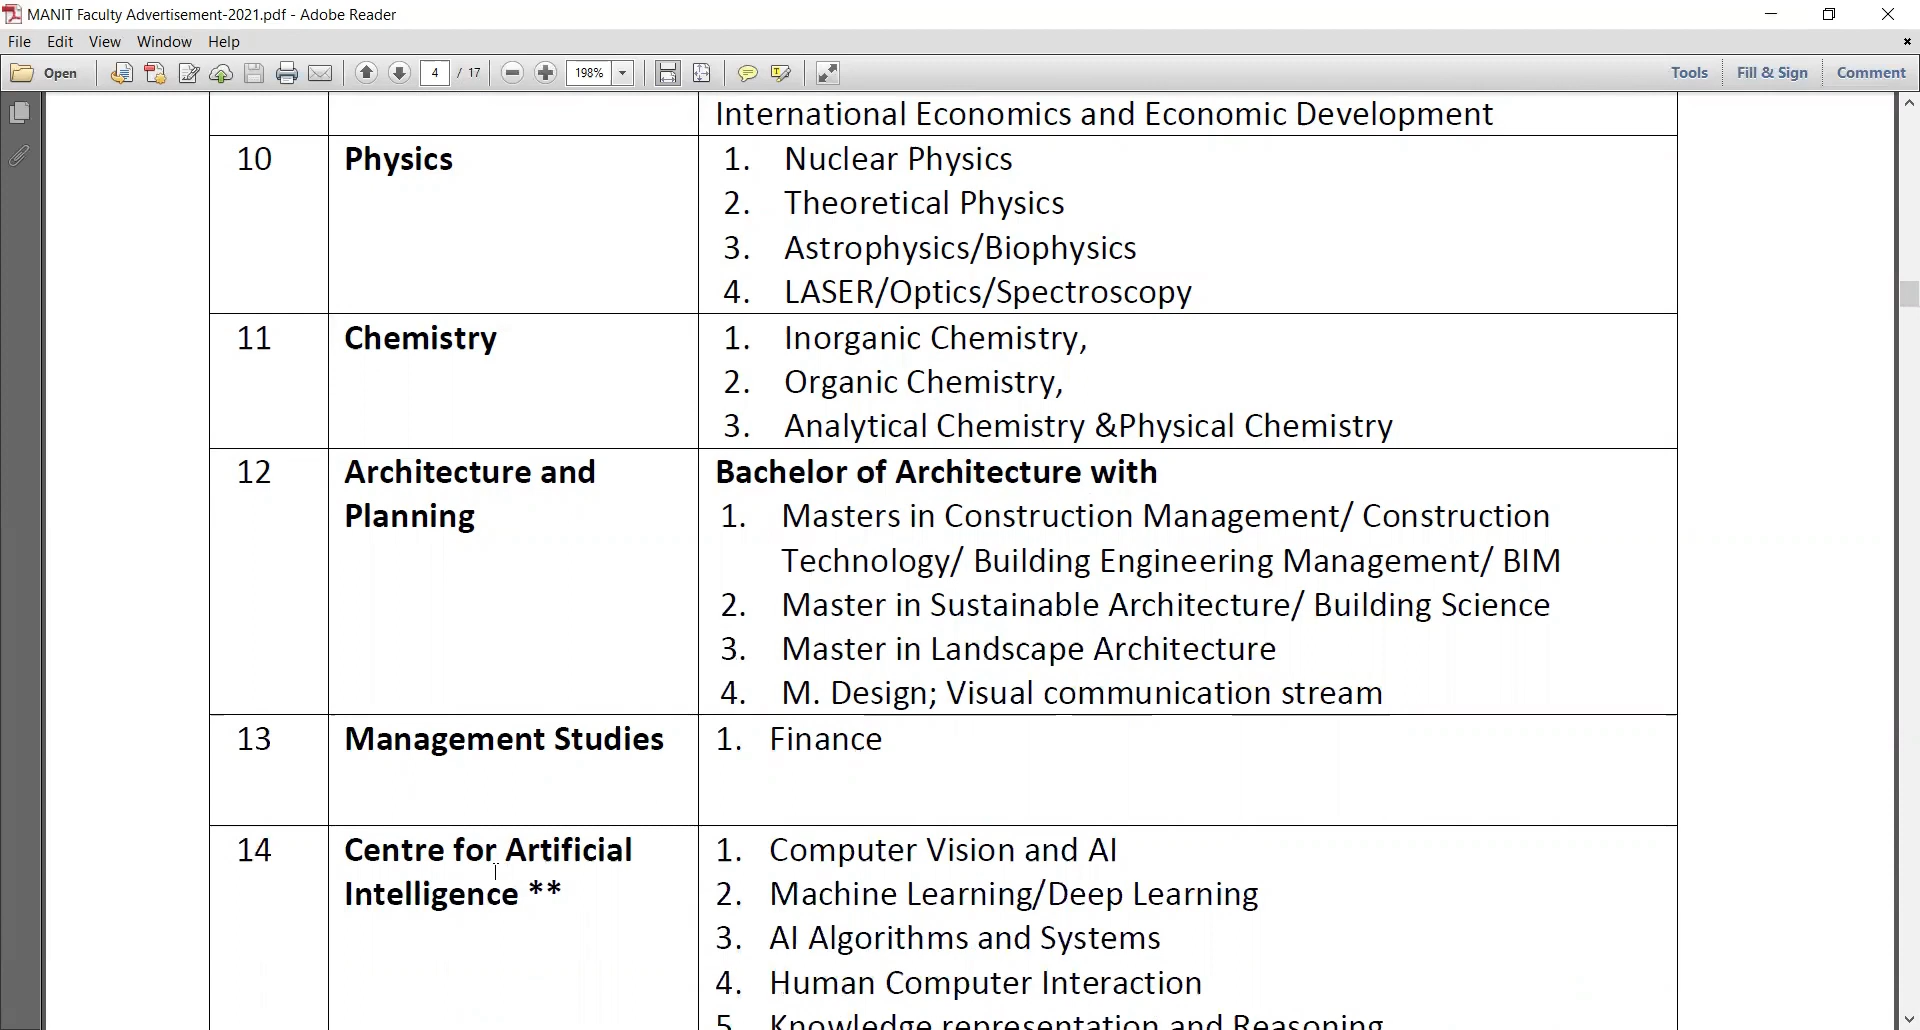 MANIT Faculty Advertisement-2021.pdf - Adobe Reader
File Edit View Window Help
Open 4 / 17 198% Tools Fill & Sign Comment
International Economics and Economic Development
10 Physics 1. Nuclear Physics
2. Theoretical Physics
3. Astrophysics/Biophysics
4. LASER/Optics/Spectroscopy
11 Chemistry 1. Inorganic Chemistry,
2. Organic Chemistry,
3. Analytical Chemistry &Physical Chemistry
12 Architecture and Bachelor of Architecture with
Planning 1. Masters in Construction Management/ Construction
Technology/ Building Engineering Management/ BIM
2. Master in Sustainable Architecture/ Building Science
3. Master in Landscape Architecture
4. M. Design; Visual communication stream
13 Management Studies 1. Finance
14 Centre for Artificial 1. Computer Vision and AI
Intelligence ** 2. Machine Learning/Deep Learning
3. AI Algorithms and Systems
4. Human Computer Interaction
5. Knowledge representation and Reasoning